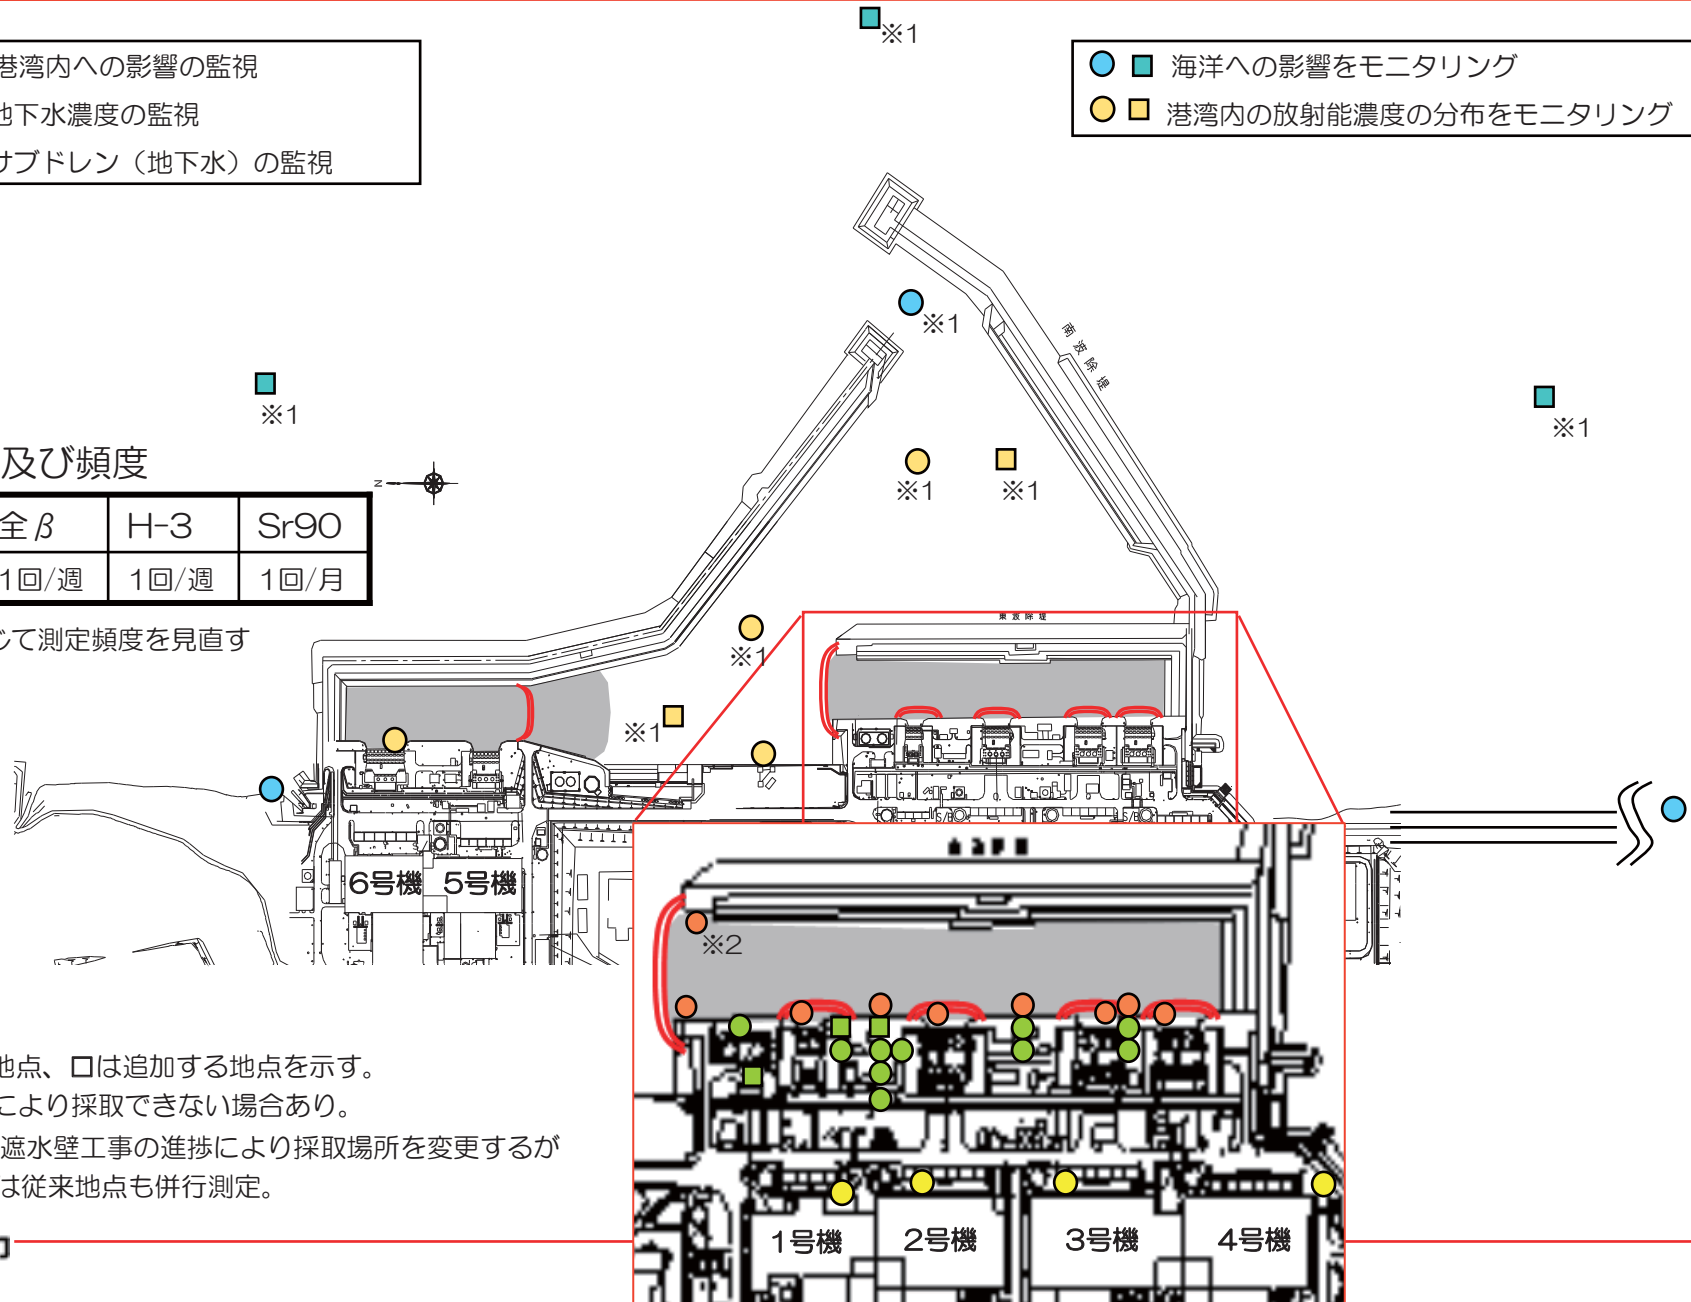 ※1
港湾内への影響の監視
地下水濃度の監視
サブドレン（地下水）の監視
海洋への影響をモニタリング
港湾内の放射能濃度の分布をモニタリング
※1
南波除堤
※1
※1
及び頻度
※1
※1
N
全β H-3 Sr90
1回/週 1回/週 1回/月
じて測定頻度を見直す
東波除堤
※1
※1
S/B
S/B
6号機 5号機
※2
地点、口は追加する地点を示す。
により採取できない場合あり。
遮水壁工事の進捗により採取場所を変更するが
は従来地点も併行測定。
1号機 2号機 3号機 4号機